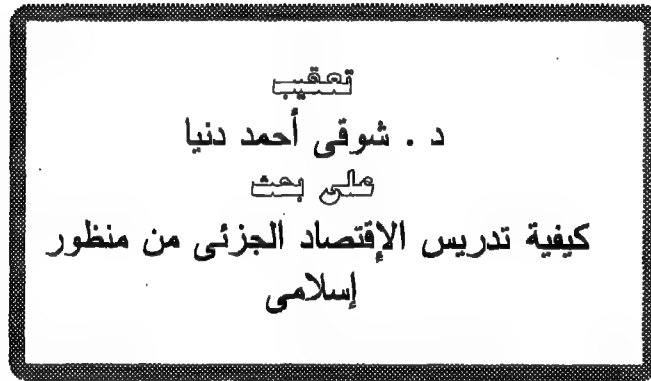 تعقيب
د . شوقى أحمد دنيا
على بحث
كيفية تدريس الإقتصاد الجزئى من منظور
إسلامى